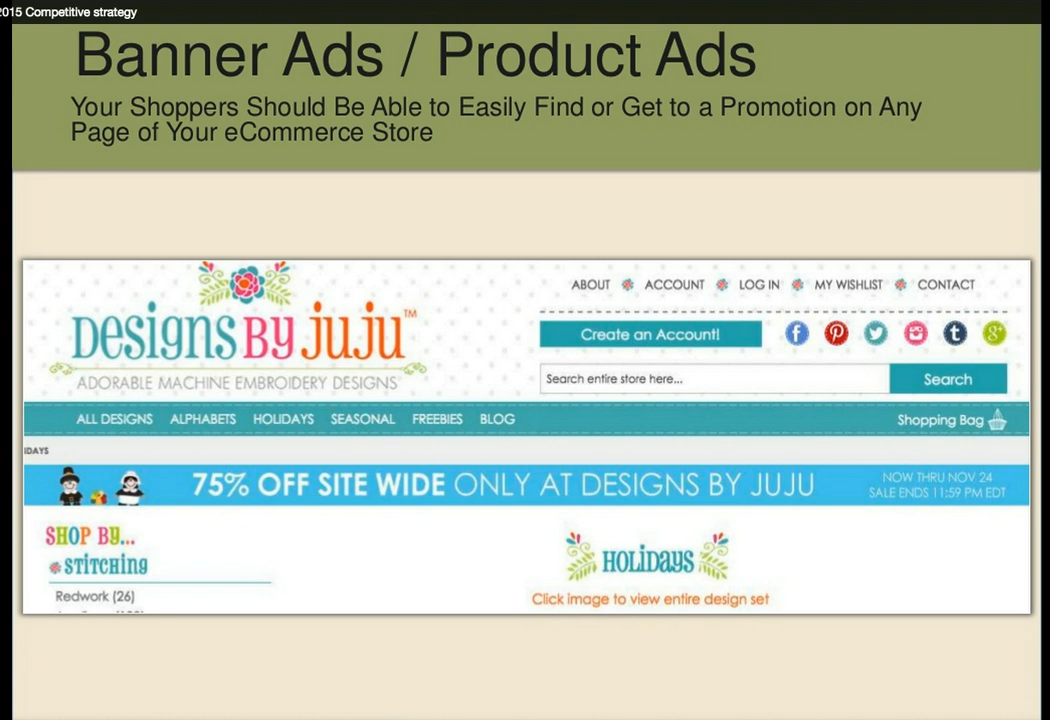 2015 Competitive strategy
Banner Ads / Product Ads
Your Shoppers Should Be Able to Easily Find or Get to a Promotion on Any
Page of Your eCommerce Store
ABOUT ACCOUNT LOG IN MY WISHLIST CONTACT
Designs By juju™
Create an Account!
f P t g+
ADORABLE MACHINE EMBROIDERY DESIGNS
Search entire store here... Search
ALL DESIGNS ALPHABETS HOLIDAYS SEASONAL FREEBIES BLOG Shopping Bag
IDAYS
75% OFF SITE WIDE ONLY AT DESIGNS BY JUJU
NOW THRU NOV 24
SALE ENDS 11:59 PM EDT
SHOP BY...
STITCHING
Redwork (26)
HOLIDAYS
Click image to view entire design set